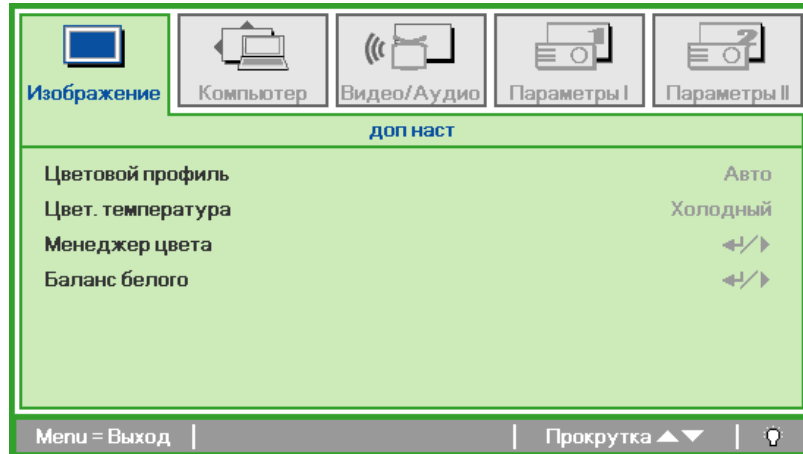 Изображение
Компьютер
Видео/Аудио
Параметры I
Параметры II
доп наст
Цветовой профиль Авто
Цвет. температура Холодный
Менеджер цвета
Баланс белого
Menu = Выход Прокрутка